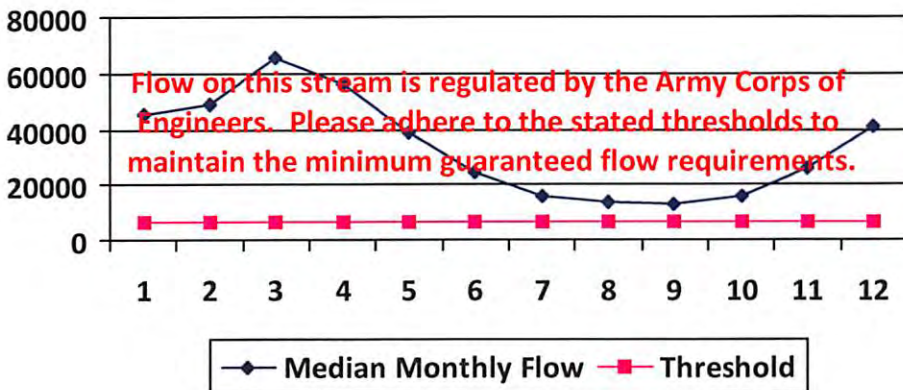 80000
60000
40000
20000
0
Flow on this stream is regulated by the Army Corps of
Engineers. Please adhere to the stated thresholds to
maintain the minimum guaranteed flow requirements.
1 2 3 4 5 6 7 8 9 10 11 12
Median Monthly Flow Threshold